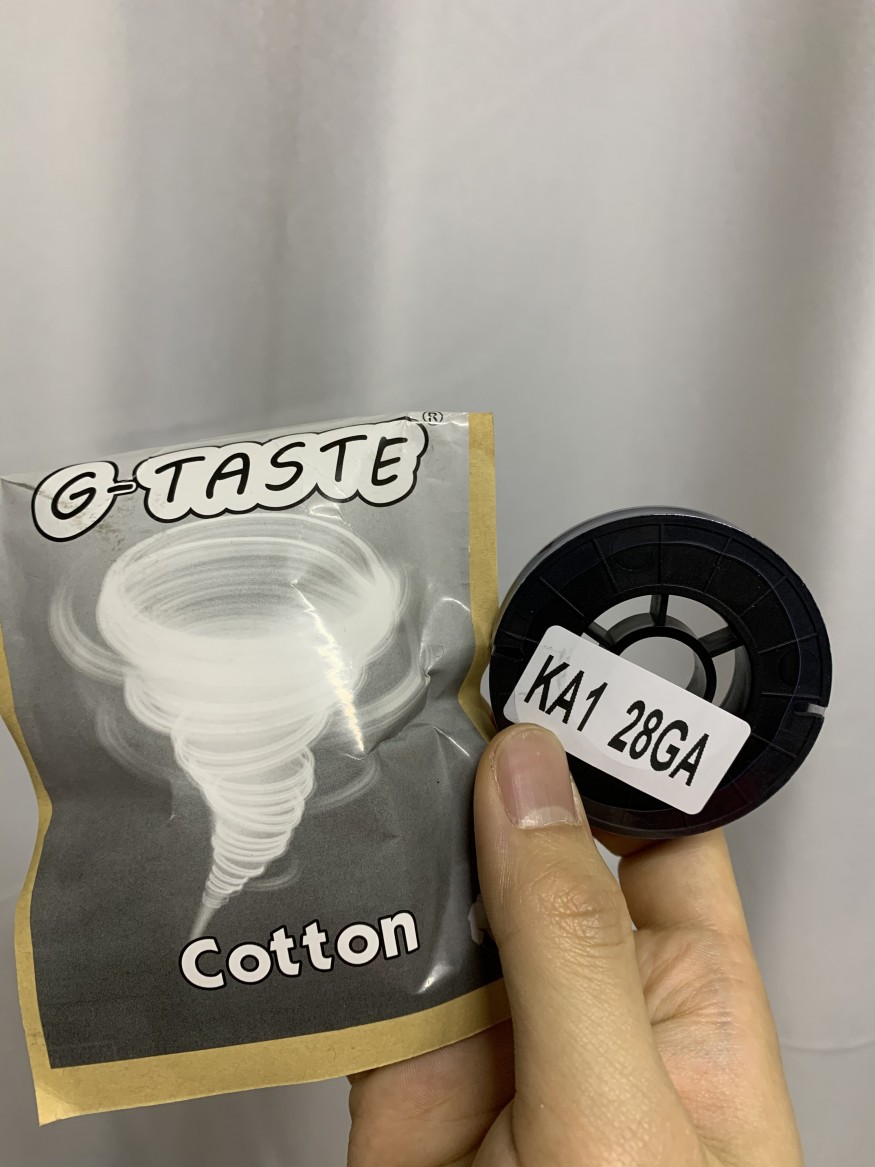 G-TASTE®
Cotton
KA1 28GA